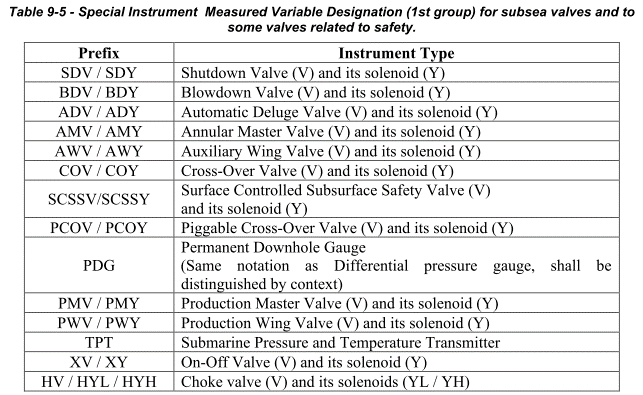 Table 9-5 - Special Instrument Measured Variable Designation (1st group) for subsea valves and to
some valves related to safety.
Prefix Instrument Type
SDV / SDY Shutdown Valve (V) and its solenoid (Y)
BDV / BDY Blowdown Valve (V) and its solenoid (Y)
ADV / ADY Automatic Deluge Valve (V) and its solenoid (Y)
AMV / AMY Annular Master Valve (V) and its solenoid (Y)
AWV / AWY Auxiliary Wing Valve (V) and its solenoid (Y)
COV / COY Cross-Over Valve (V) and its solenoid (Y)
SCSSV/SCSSY Surface Controlled Subsurface Safety Valve (V)
and its solenoid (Y)
PCOV / PCOY Piggable Cross-Over Valve (V) and its solenoid (Y)
PDG Permanent Downhole Gauge
(Same notation as Differential pressure gauge, shall be
distinguished by context)
PMV / PMY Production Master Valve (V) and its solenoid (Y)
PWV / PWY Production Wing Valve (V) and its solenoid (Y)
TPT Submarine Pressure and Temperature Transmitter
XV / XY On-Off Valve (V) and its solenoid (Y)
HV / HYL / HYH Choke valve (V) and its solenoids (YL / YH)